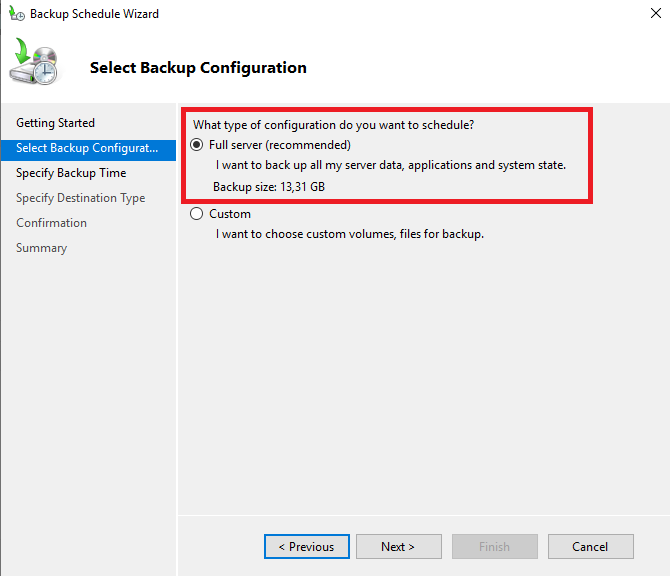 Backup Schedule Wizard
Select Backup Configuration
Getting Started
Select Backup Configurat...
Specify Backup Time
Specify Destination Type
Confirmation
Summary
What type of configuration do you want to schedule?
Full server (recommended)
I want to back up all my server data, applications and system state.
Backup size: 13,31 GB
Custom
I want to choose custom volumes, files for backup.
< Previous
Next >
Finish
Cancel